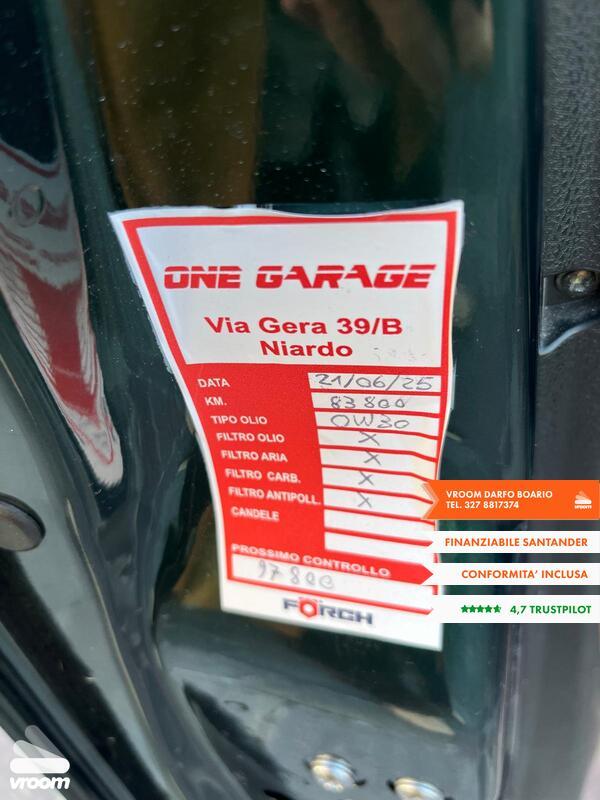 ONE GARAGE
Via Gera 39/B
Niardo
DATA 21/06/25
KM. 83800
TIPO OLIO 0W30
FILTRO OLIO X
FILTRO ARIA X
FILTRO CARB. X
FILTRO ANTIPOLL. X
CANDELE
PROSSIMO CONTROLLO
97800
FÖRCH
VROOM DARFO BOARIO
TEL. 327 8817374
vroom
FINANZIABILE SANTANDER
CONFORMITA' INCLUSA
4,7 TRUSTPILOT
vroom